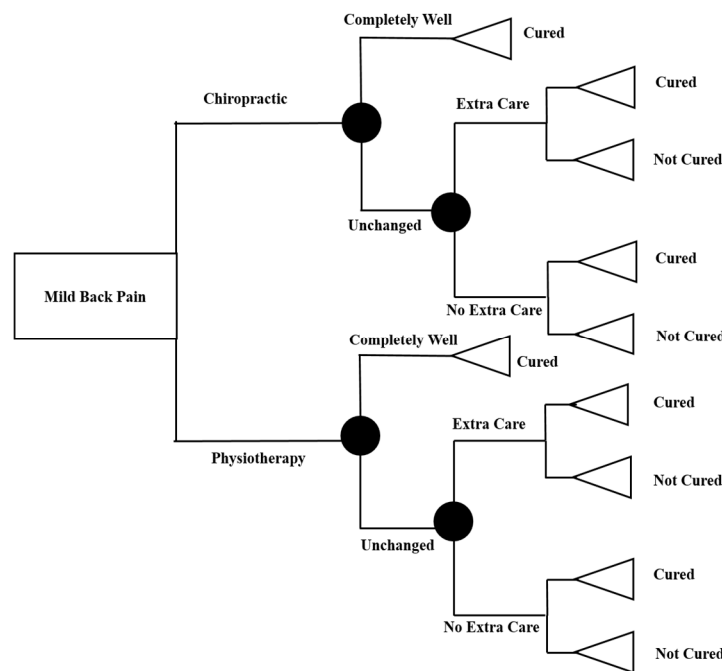 Completely Well
Cured
Chiropractic
Extra Care
Cured
Not Cured
Unchanged
Cured
No Extra Care
Not Cured
Mild Back Pain
Completely Well
Cured
Physiotherapy
Extra Care
Cured
Not Cured
Unchanged
Cured
No Extra Care
Not Cured